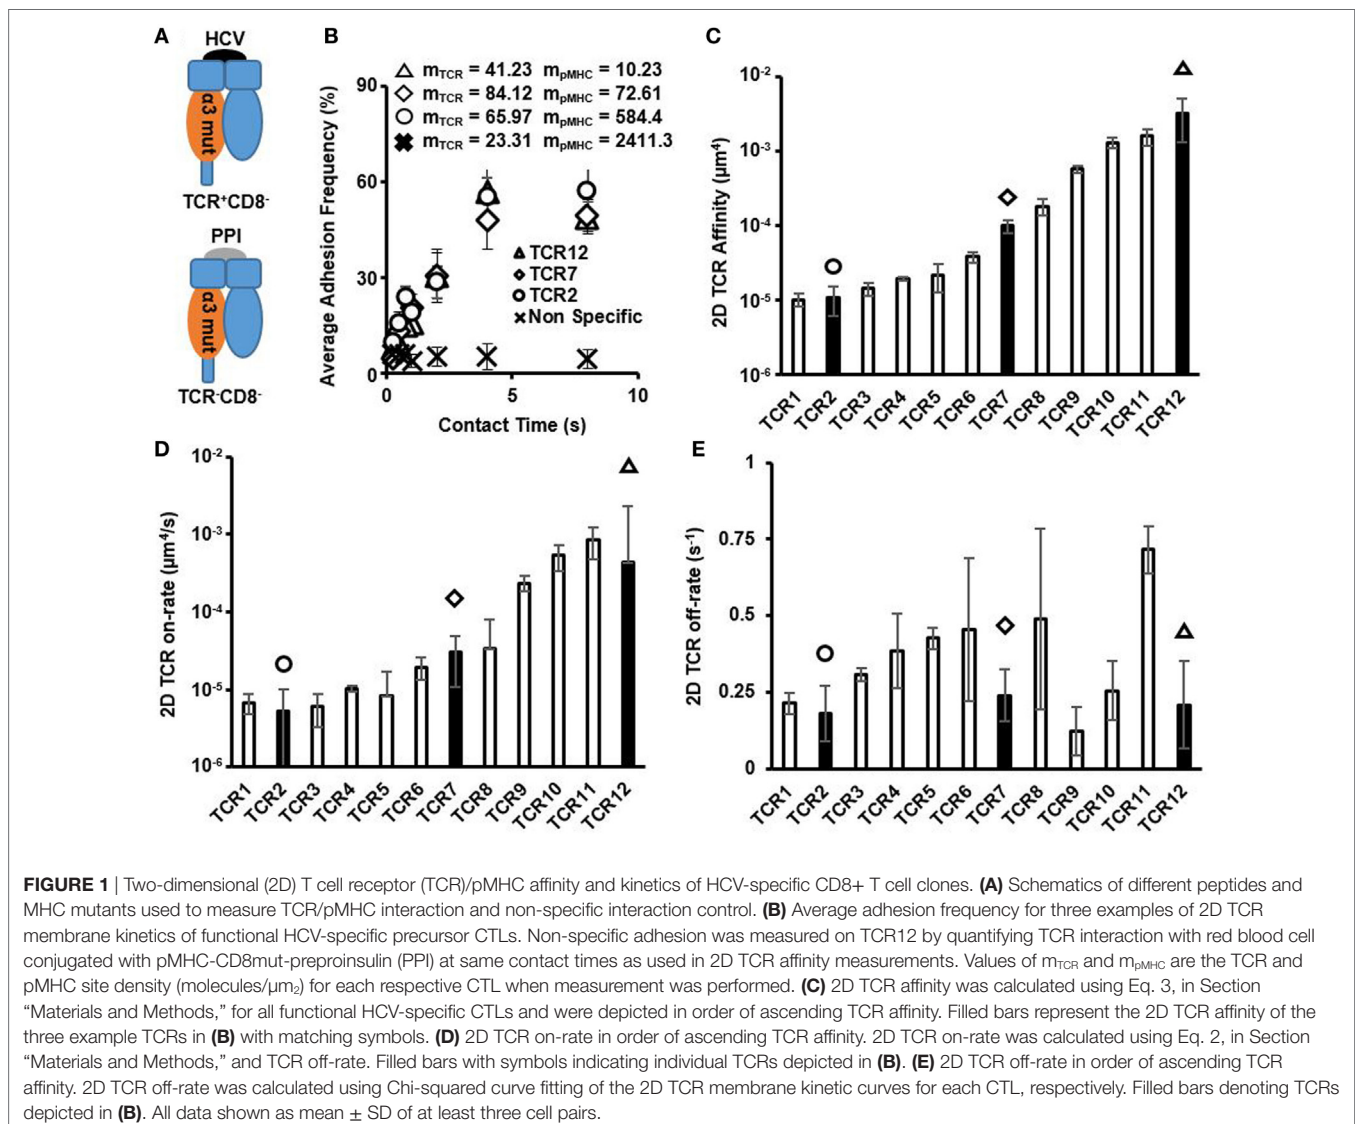 A
HCV
α3 mut
TCR⁺CD8⁻
PPI
α3 mut
TCR⁻CD8⁻
B
mTCR = 41.23 mpMHC = 10.23
mTCR = 84.12 mpMHC = 72.61
mTCR = 65.97 mpMHC = 584.4
mTCR = 23.31 mpMHC = 2411.3
Average Adhesion Frequency (%)
90
60
30
0
TCR12
TCR7
TCR2
Non Specific
0 5 10
Contact Time (s)
C
2D TCR Affinity (µm⁴)
10⁻²
10⁻³
10⁻⁴
10⁻⁵
10⁻⁶
TCR1 TCR2 TCR3 TCR4 TCR5 TCR6 TCR7 TCR8 TCR9 TCR10 TCR11 TCR12
D
2D TCR on-rate (µm⁴/s)
10⁻²
10⁻³
10⁻⁴
10⁻⁵
10⁻⁶
TCR1 TCR2 TCR3 TCR4 TCR5 TCR6 TCR7 TCR8 TCR9 TCR10 TCR11 TCR12
E
2D TCR off-rate (s⁻¹)
1
0.75
0.5
0.25
0
TCR1 TCR2 TCR3 TCR4 TCR5 TCR6 TCR7 TCR8 TCR9 TCR10 TCR11 TCR12
FIGURE 1 | Two-dimensional (2D) T cell receptor (TCR)/pMHC affinity and kinetics of HCV-specific CD8+ T cell clones. (A) Schematics of different peptides and
MHC mutants used to measure TCR/pMHC interaction and non-specific interaction control. (B) Average adhesion frequency for three examples of 2D TCR
membrane kinetics of functional HCV-specific precursor CTLs. Non-specific adhesion was measured on TCR12 by quantifying TCR interaction with red blood cell
conjugated with pMHC-CD8mut-preproinsulin (PPI) at same contact times as used in 2D TCR affinity measurements. Values of mTCR and mpMHC are the TCR and
pMHC site density (molecules/µm₂) for each respective CTL when measurement was performed. (C) 2D TCR affinity was calculated using Eq. 3, in Section
“Materials and Methods,” for all functional HCV-specific CTLs and were depicted in order of ascending TCR affinity. Filled bars represent the 2D TCR affinity of the
three example TCRs in (B) with matching symbols. (D) 2D TCR on-rate in order of ascending TCR affinity. 2D TCR on-rate was calculated using Eq. 2, in Section
“Materials and Methods,” and TCR off-rate. Filled bars with symbols indicating individual TCRs depicted in (B). (E) 2D TCR off-rate in order of ascending TCR
affinity. 2D TCR off-rate was calculated using Chi-squared curve fitting of the 2D TCR membrane kinetic curves for each CTL, respectively. Filled bars denoting TCRs
depicted in (B). All data shown as mean ± SD of at least three cell pairs.